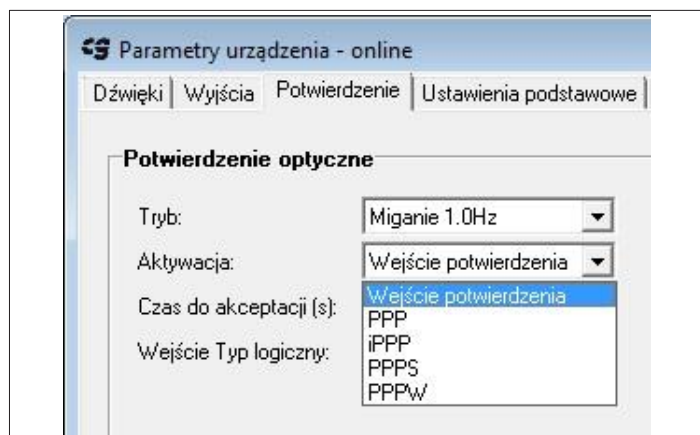 Parametry urządzenia - online
Dźwięki Wyjścia Potwierdzenie Ustawienia podstawowe
Potwierdzenie optyczne
Tryb: Miganie 1.0Hz
Aktywacja: Wejście potwierdzenia
Wejście potwierdzenia
Czas do akceptacji (s):
PPP
iPPP
Wejście Typ logiczny:
PPPS
PPPW